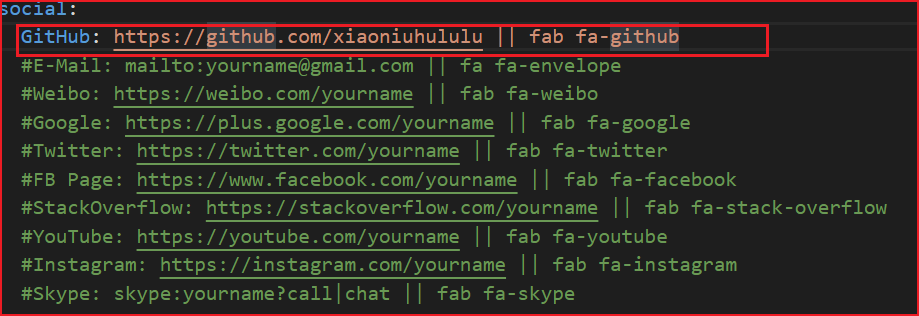 social:
GitHub: https://github.com/xiaoniuhululu || fab fa-github
#E-Mail: mailto:yourname@gmail.com || fa fa-envelope
#Weibo: https://weibo.com/yourname || fab fa-weibo
#Google: https://plus.google.com/yourname || fab fa-google
#Twitter: https://twitter.com/yourname || fab fa-twitter
#FB Page: https://www.facebook.com/yourname || fab fa-facebook
#StackOverflow: https://stackoverflow.com/yourname || fab fa-stack-overflow
#YouTube: https://youtube.com/yourname || fab fa-youtube
#Instagram: https://instagram.com/yourname || fab fa-instagram
#Skype: skype:yourname?call|chat || fab fa-skype